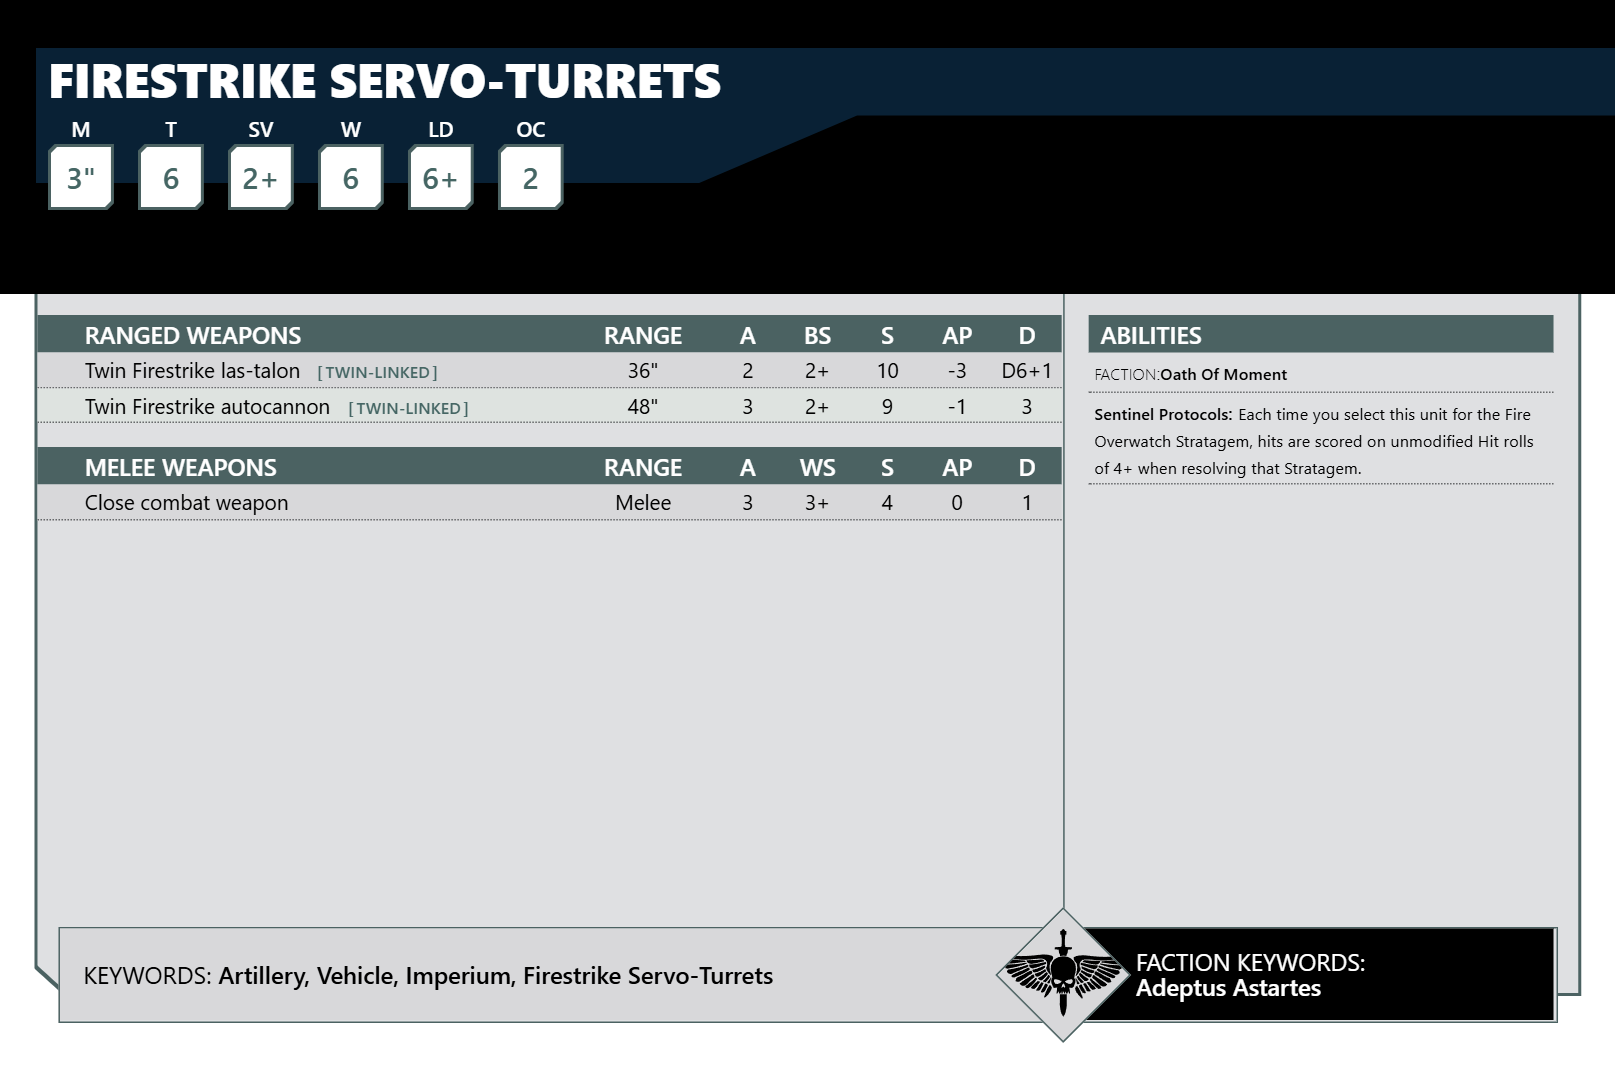 FIRESTRIKE SERVO-TURRETS
M T SV W LD OC
3" 6 2+ 6 6+ 2
RANGED WEAPONS RANGE A BS S AP D
Twin Firestrike las-talon [TWIN-LINKED] 36" 2 2+ 10 -3 D6+1
Twin Firestrike autocannon [TWIN-LINKED] 48" 3 2+ 9 -1 3
MELEE WEAPONS RANGE A WS S AP D
Close combat weapon Melee 3 3+ 4 0 1
ABILITIES
FACTION:Oath Of Moment
Sentinel Protocols: Each time you select this unit for the Fire
Overwatch Stratagem, hits are scored on unmodified Hit rolls
of 4+ when resolving that Stratagem.
KEYWORDS: Artillery, Vehicle, Imperium, Firestrike Servo-Turrets
FACTION KEYWORDS:
Adeptus Astartes